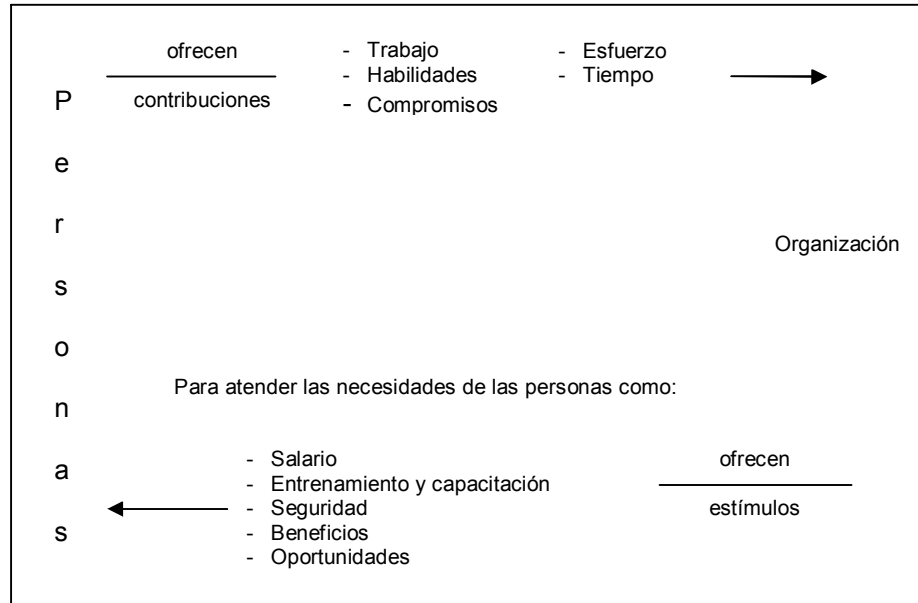 ofrecen
contribuciones
- Trabajo
- Habilidades
- Compromisos
- Esfuerzo
- Tiempo
Personas
Organización
Para atender las necesidades de las personas como:
- Salario
- Entrenamiento y capacitación
- Seguridad
- Beneficios
- Oportunidades
ofrecen
estímulos